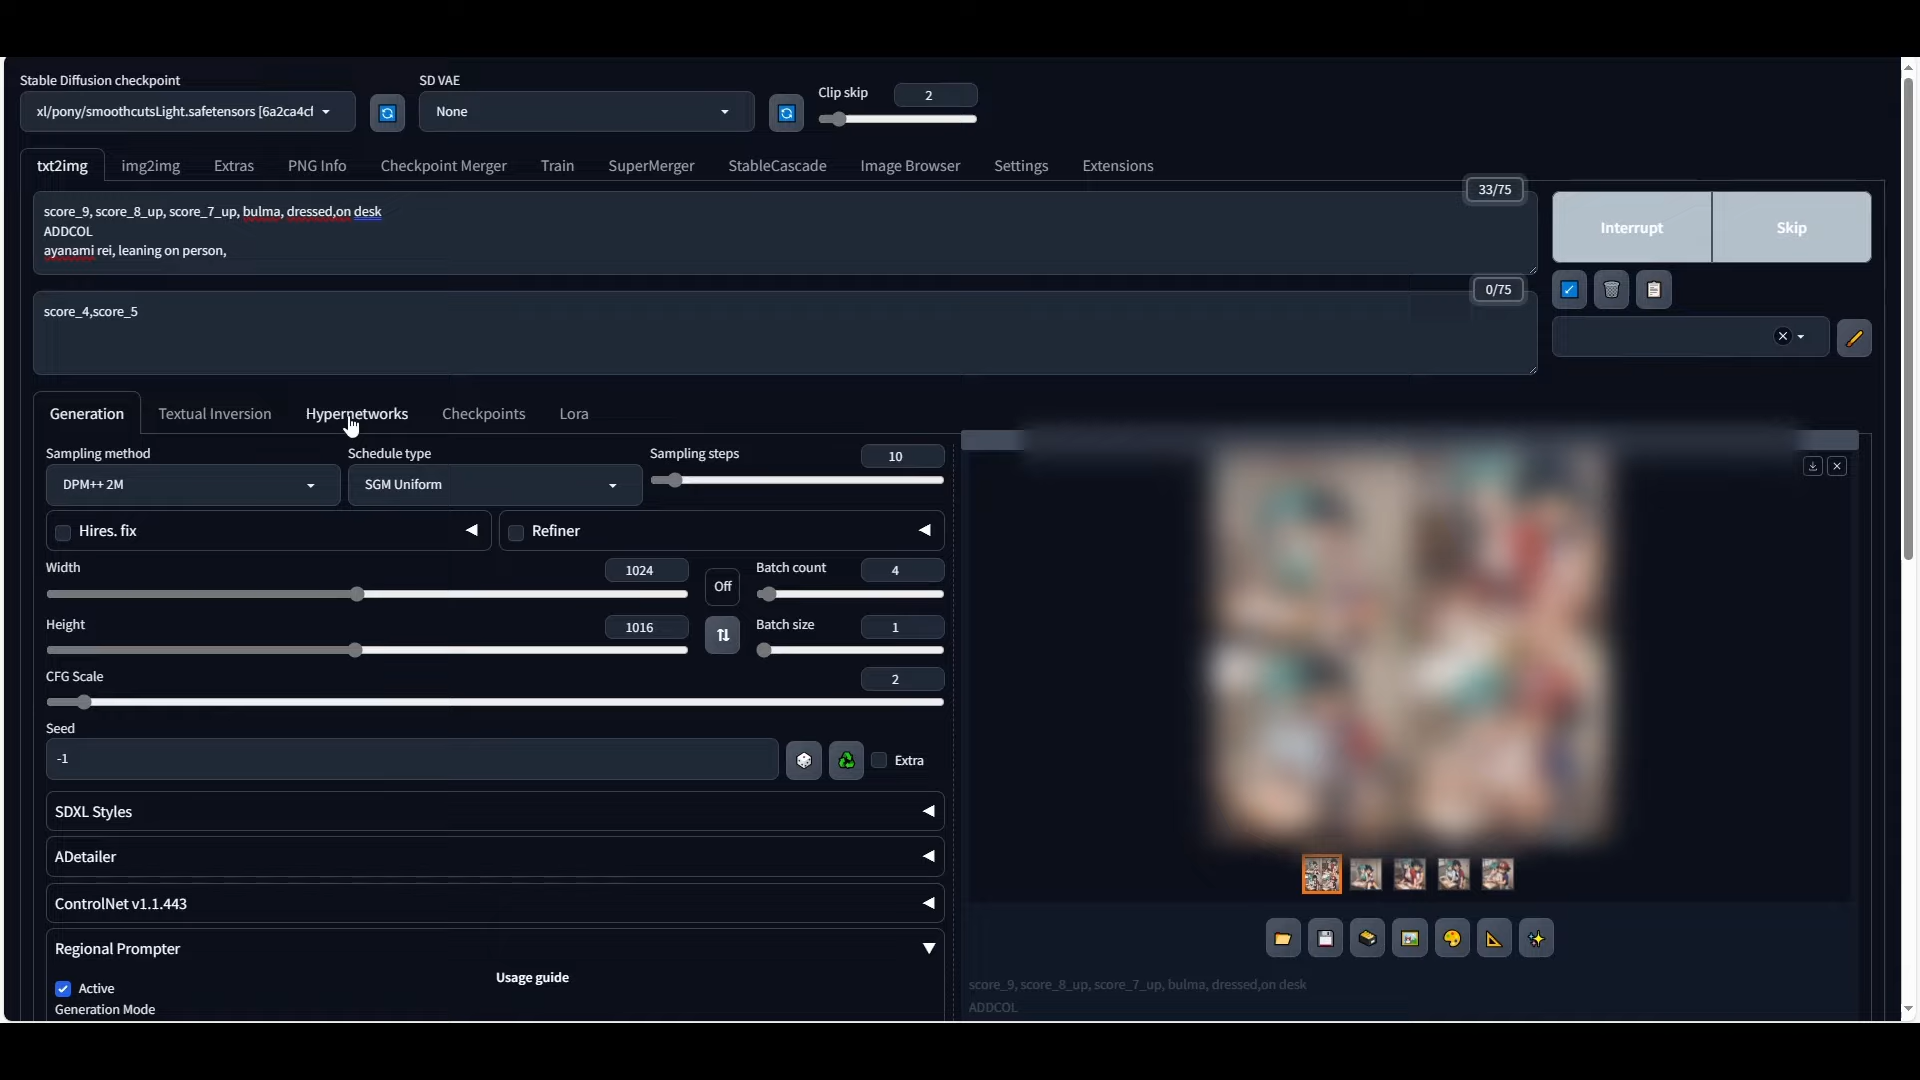 Stable Diffusion checkpoint
SD VAE
Clip skip
2
xl/pony/smoothcutsLight.safetensors [6a2ca4cf
None
txt2img
img2img
Extras
PNG Info
Checkpoint Merger
Train
SuperMerger
StableCascade
Image Browser
Settings
Extensions
33/75
score_9, score_8_up, score_7_up, bulma, dressed,on desk
ADDCOL
ayanami rei, leaning on person,
Interrupt
Skip
0/75
score_4,score_5
Generation
Textual Inversion
Hypernetworks
Checkpoints
Lora
Sampling method
Schedule type
Sampling steps
10
DPM++ 2M
SGM Uniform
Hires. fix
Refiner
Width
1024
Off
Batch count
4
Height
1016
Batch size
1
CFG Scale
2
Seed
-1
Extra
SDXL Styles
ADetailer
ControlNet v1.1.443
Regional Prompter
Usage guide
Active
Generation Mode
score_9, score_8_up, score_7_up, bulma, dressed,on desk
ADDCOL